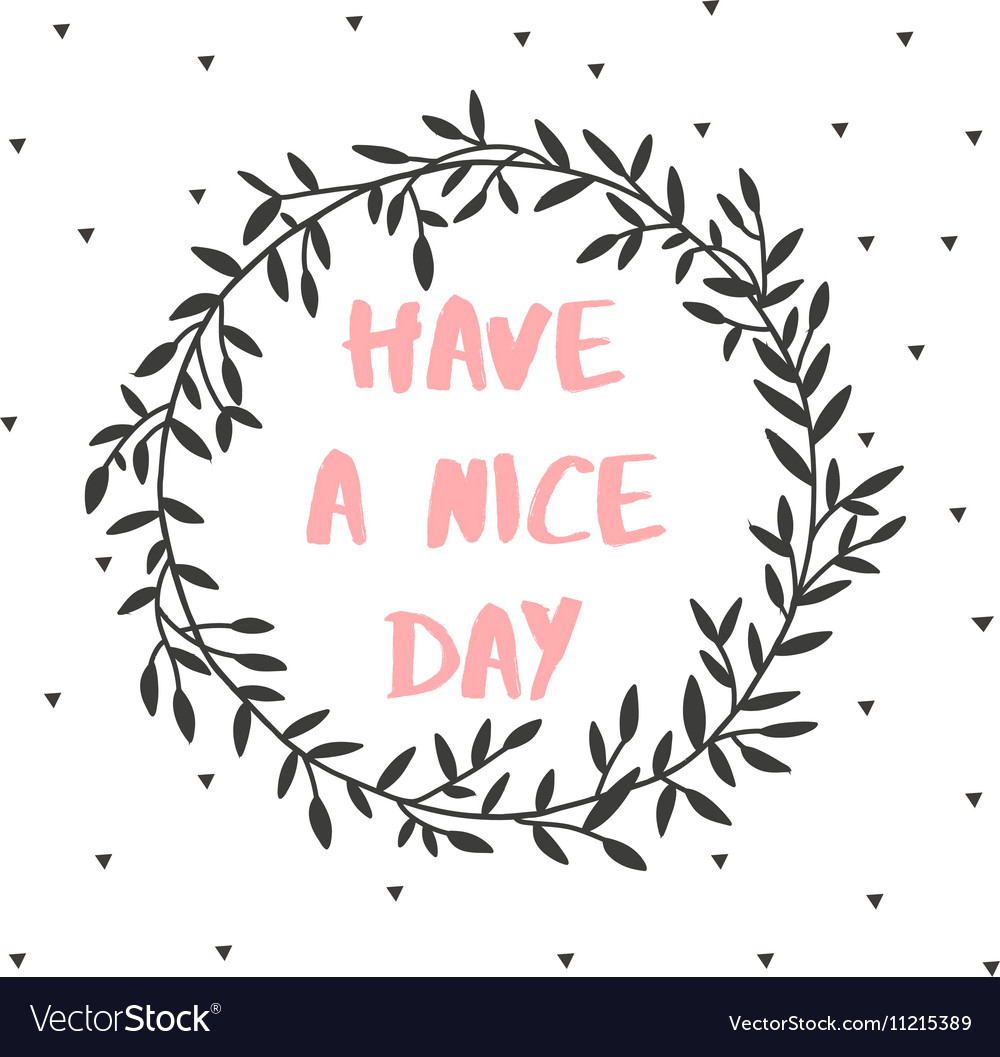 HAVE
A NICE
DAY
VectorStock®
VectorStock.com/11215389